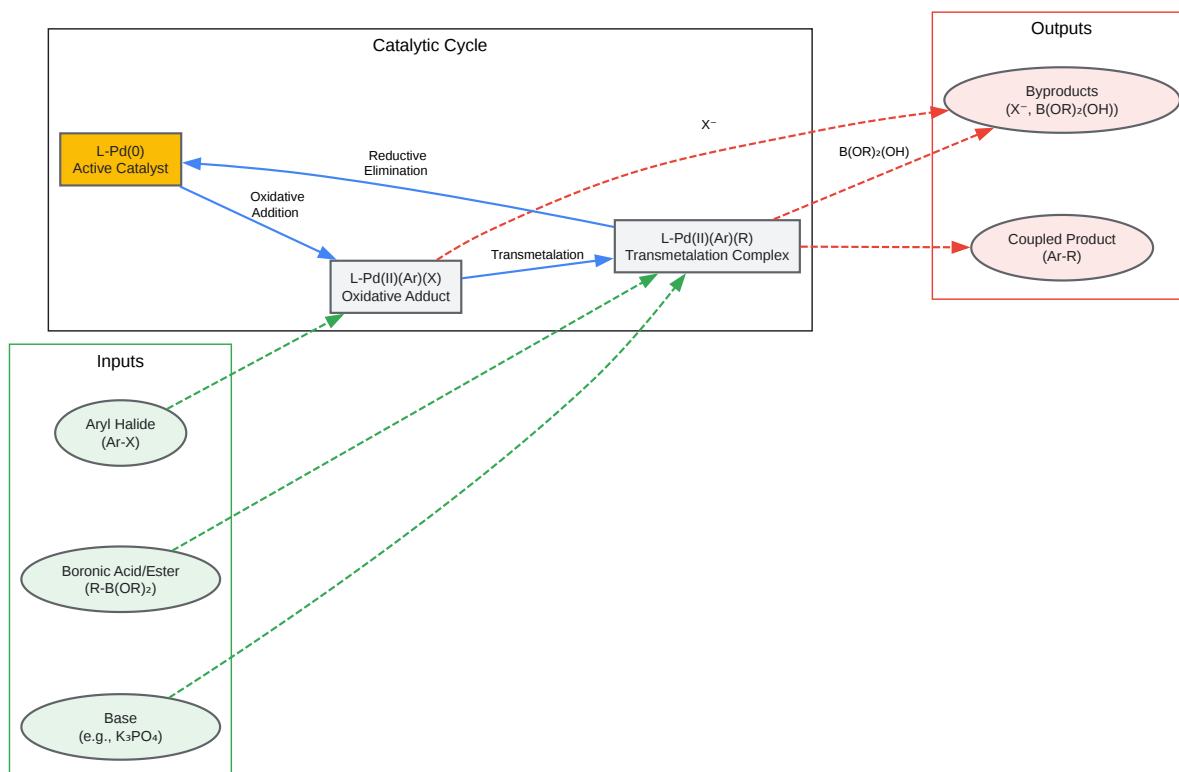 Catalytic Cycle
L-Pd(0)
Active Catalyst
Oxidative
Addition
Reductive
Elimination
L-Pd(II)(Ar)(X)
Oxidative Adduct
Transmetalation
L-Pd(II)(Ar)(R)
Transmetalation Complex
X⁻
B(OR)₂(OH)
Outputs
Byproducts
(X⁻, B(OR)₂(OH))
Coupled Product
(Ar-R)
Inputs
Aryl Halide
(Ar-X)
Boronic Acid/Ester
(R-B(OR)₂)
Base
(e.g., K₃PO₄)